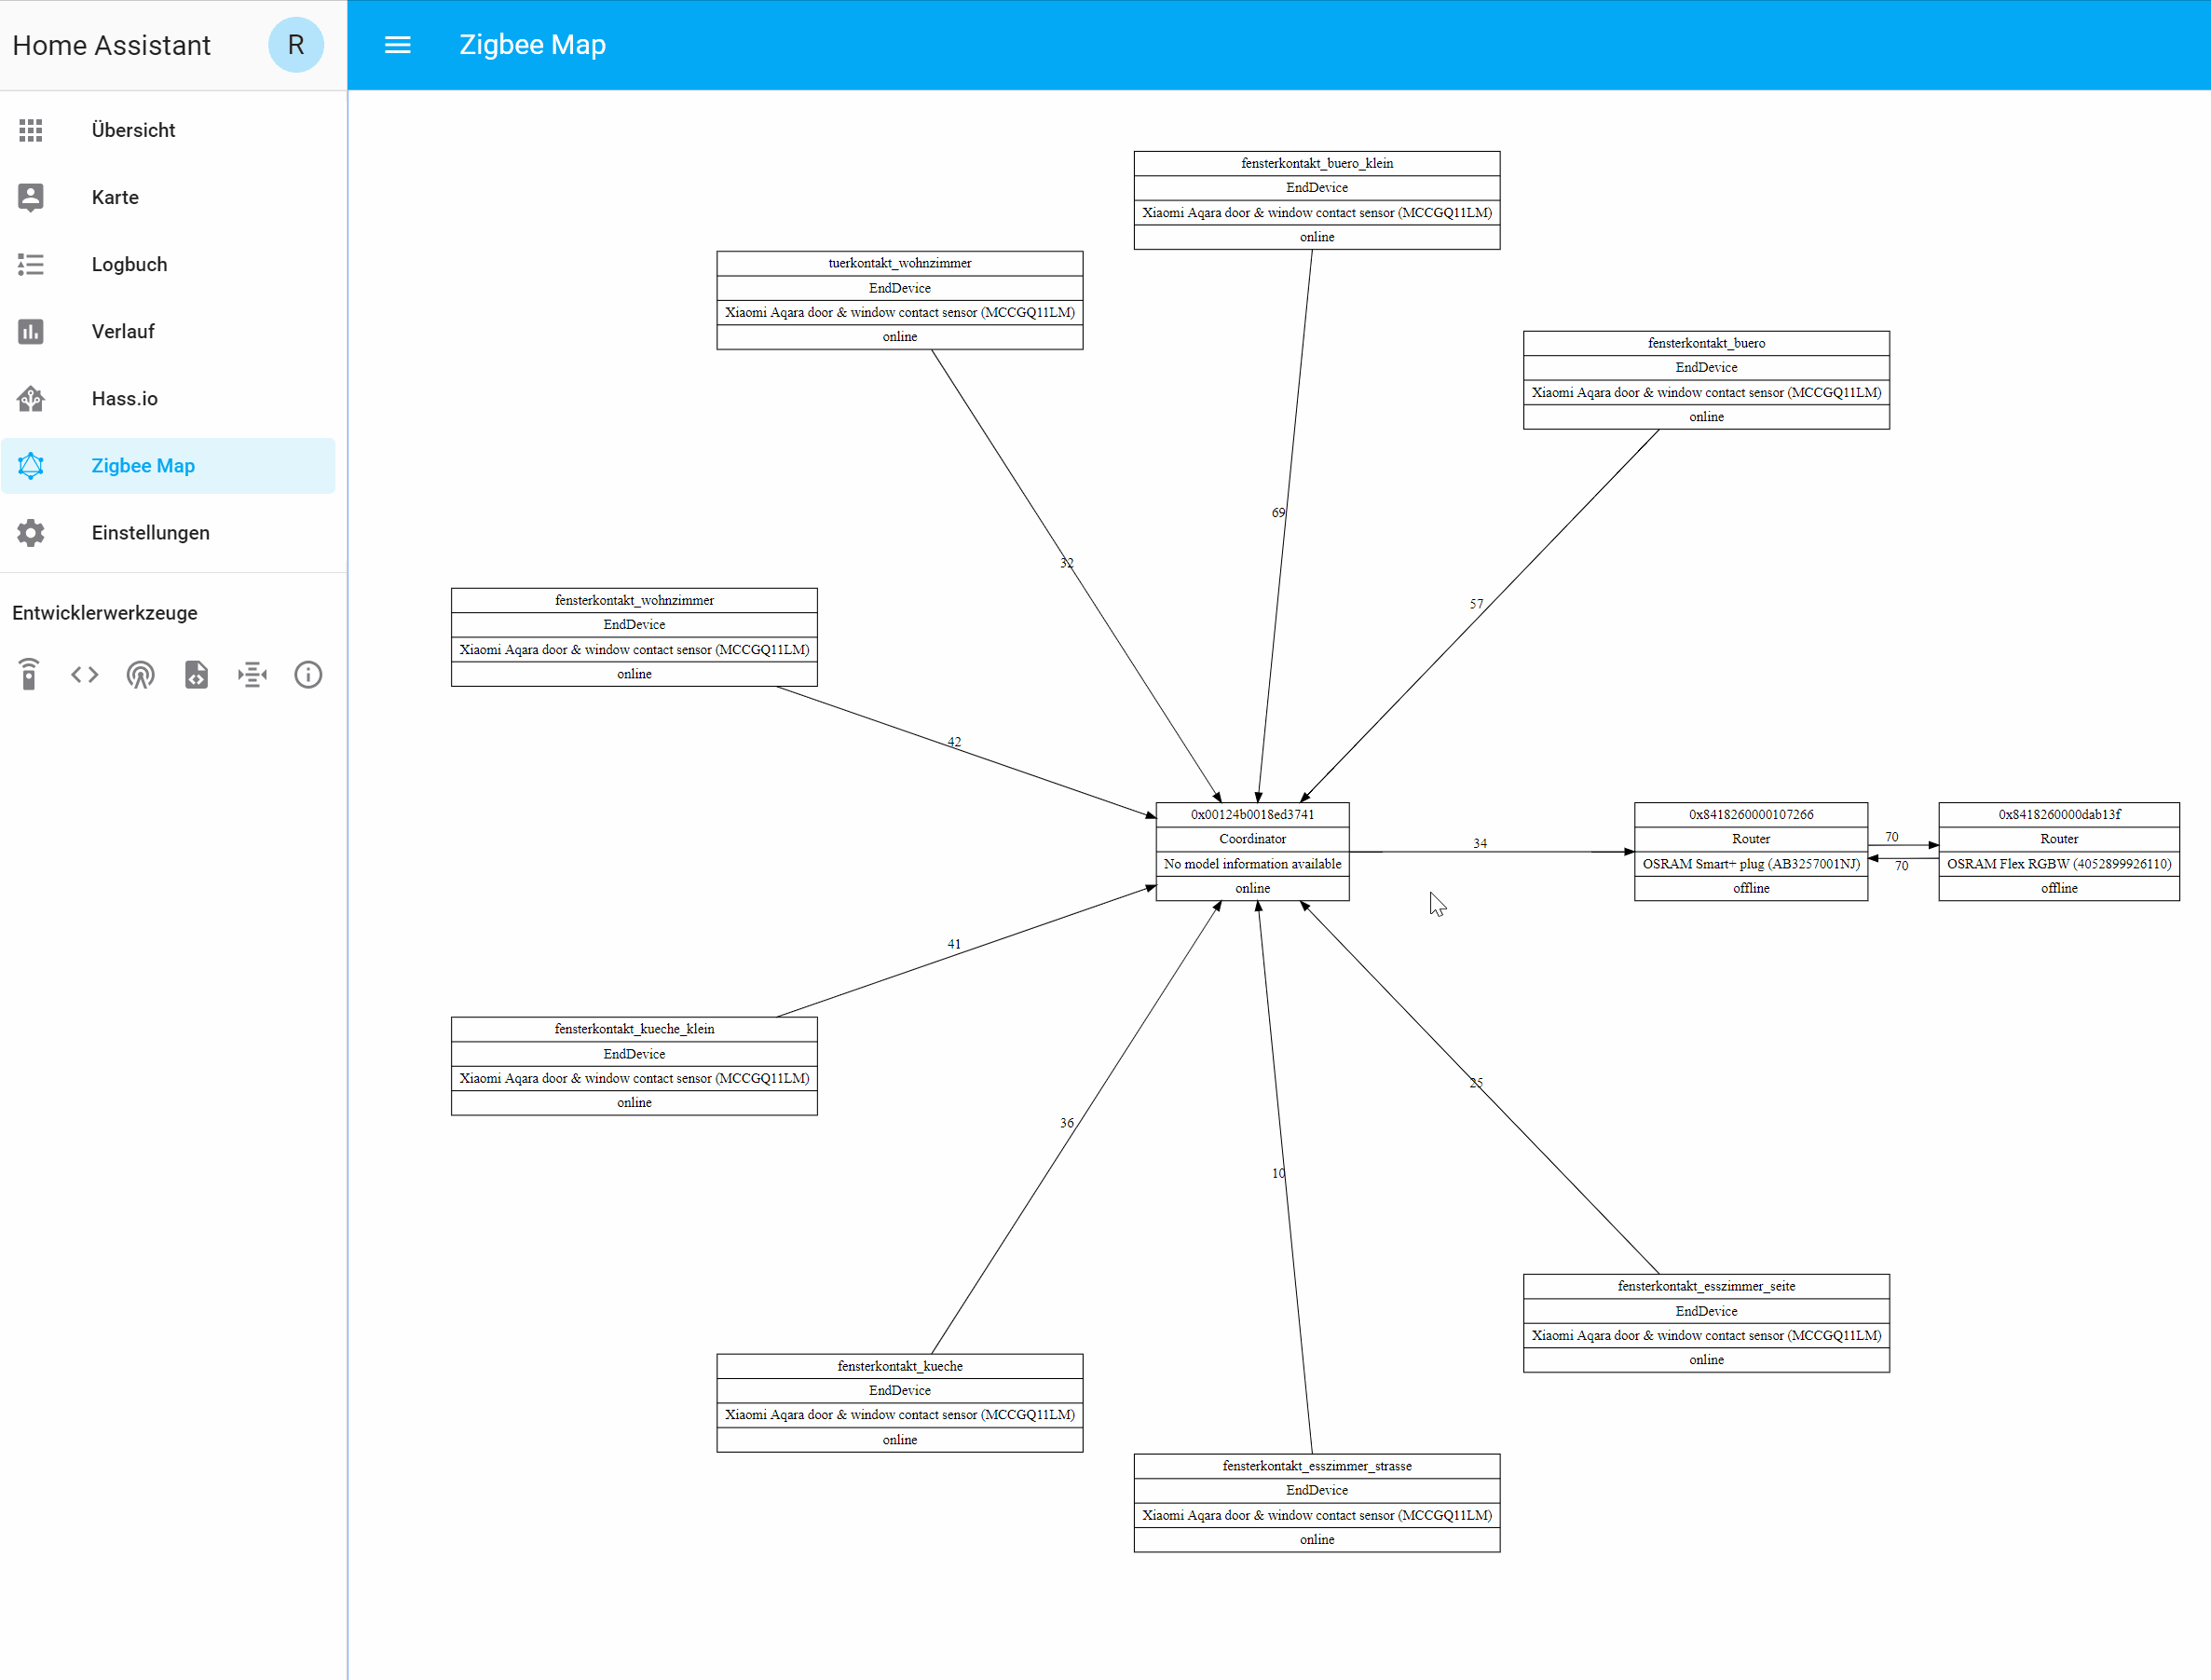 Home Assistant
R
Zigbee Map
Übersicht
Karte
Logbuch
Verlauf
Hass.io
Zigbee Map
Einstellungen
Entwicklerwerkzeuge
fensterkontakt_buero_klein
EndDevice
Xiaomi Aqara door & window contact sensor (MCCGQ11LM)
online
tuerkontakt_wohnzimmer
EndDevice
Xiaomi Aqara door & window contact sensor (MCCGQ11LM)
online
fensterkontakt_buero
EndDevice
Xiaomi Aqara door & window contact sensor (MCCGQ11LM)
online
69
32
57
fensterkontakt_wohnzimmer
EndDevice
Xiaomi Aqara door & window contact sensor (MCCGQ11LM)
online
42
0x00124b0018ed3741
Coordinator
No model information available
online
34
0x8418260000107266
Router
OSRAM Smart+ plug (AB3257001NJ)
offline
70
70
0x8418260000dab13f
Router
OSRAM Flex RGBW (4052899926110)
offline
41
fensterkontakt_kueche_klein
EndDevice
Xiaomi Aqara door & window contact sensor (MCCGQ11LM)
online
36
10
25
fensterkontakt_esszimmer_seite
EndDevice
Xiaomi Aqara door & window contact sensor (MCCGQ11LM)
online
fensterkontakt_kueche
EndDevice
Xiaomi Aqara door & window contact sensor (MCCGQ11LM)
online
fensterkontakt_esszimmer_strasse
EndDevice
Xiaomi Aqara door & window contact sensor (MCCGQ11LM)
online